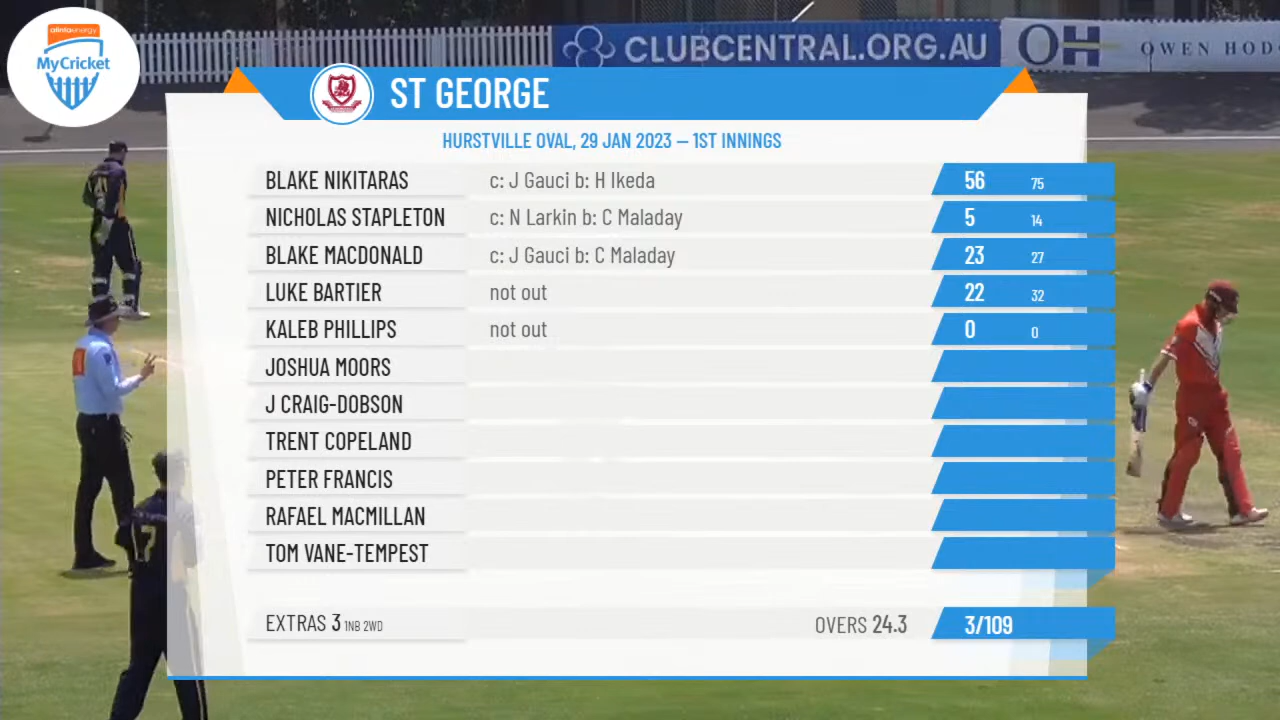 alintaenergy
MyCricket
CLUBCENTRAL.ORG.AU
OH OWEN HOD
ST GEORGE
HURSTVILLE OVAL, 29 JAN 2023 – 1ST INNINGS
BLAKE NIKITARAS c: J Gauci b: H Ikeda 56 75
NICHOLAS STAPLETON c: N Larkin b: C Maladay 5 14
BLAKE MACDONALD c: J Gauci b: C Maladay 23 27
LUKE BARTIER not out 22 32
KALEB PHILLIPS not out 0 0
JOSHUA MOORS
J CRAIG-DOBSON
TRENT COPELAND
PETER FRANCIS
RAFAEL MACMILLAN
TOM VANE-TEMPEST
EXTRAS 3 1NB 2WD OVERS 24.3 3/109
7